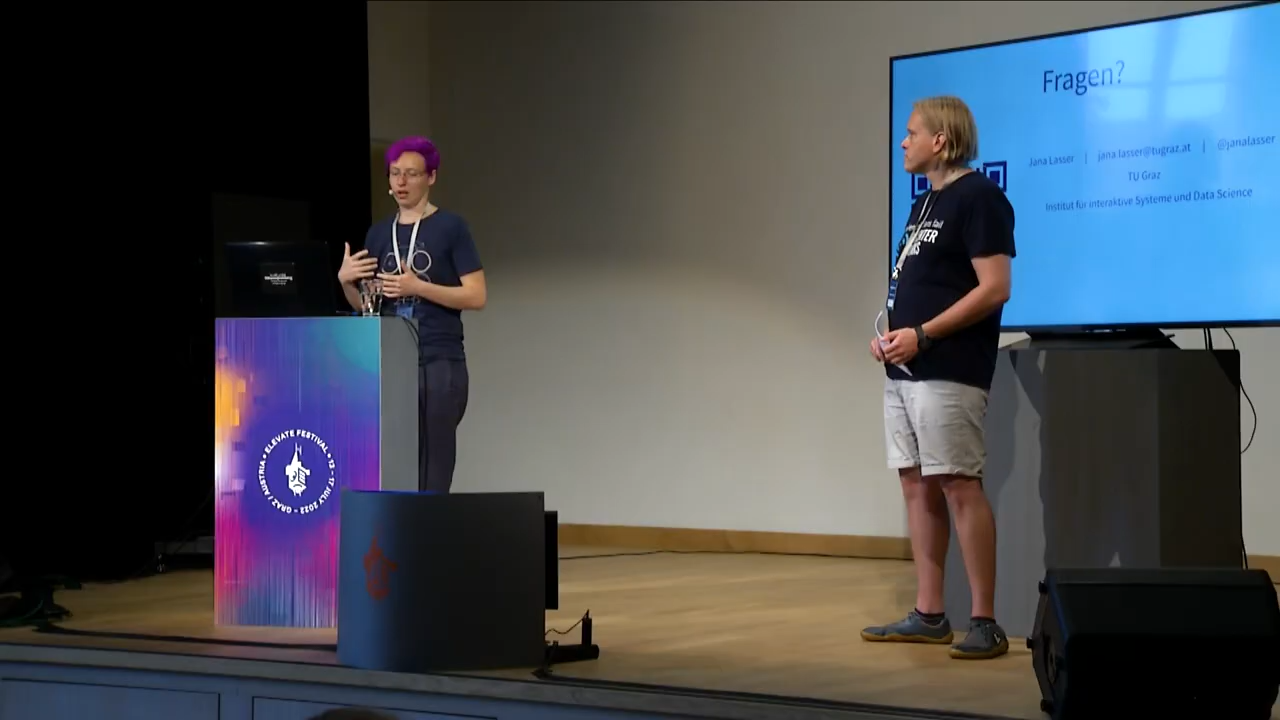 Fragen?
Jana Lasser | jana.lasser@tugraz.at | @janalasser
TU Graz
Institut für interaktive Systeme und Data Science
ELEVATE FESTIVAL • 13 - 17 JULY 2022 - GRAZ / AUSTRIA •